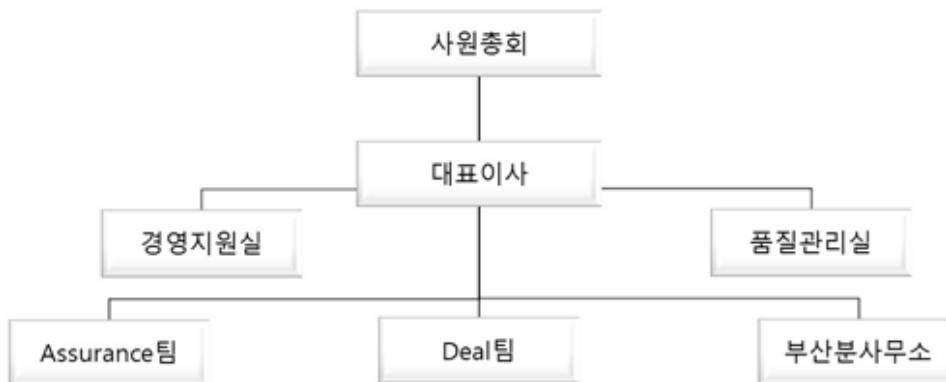 사원총회
대표이사
경영지원실
품질관리실
Assurance팀
Deal팀
부산분사무소